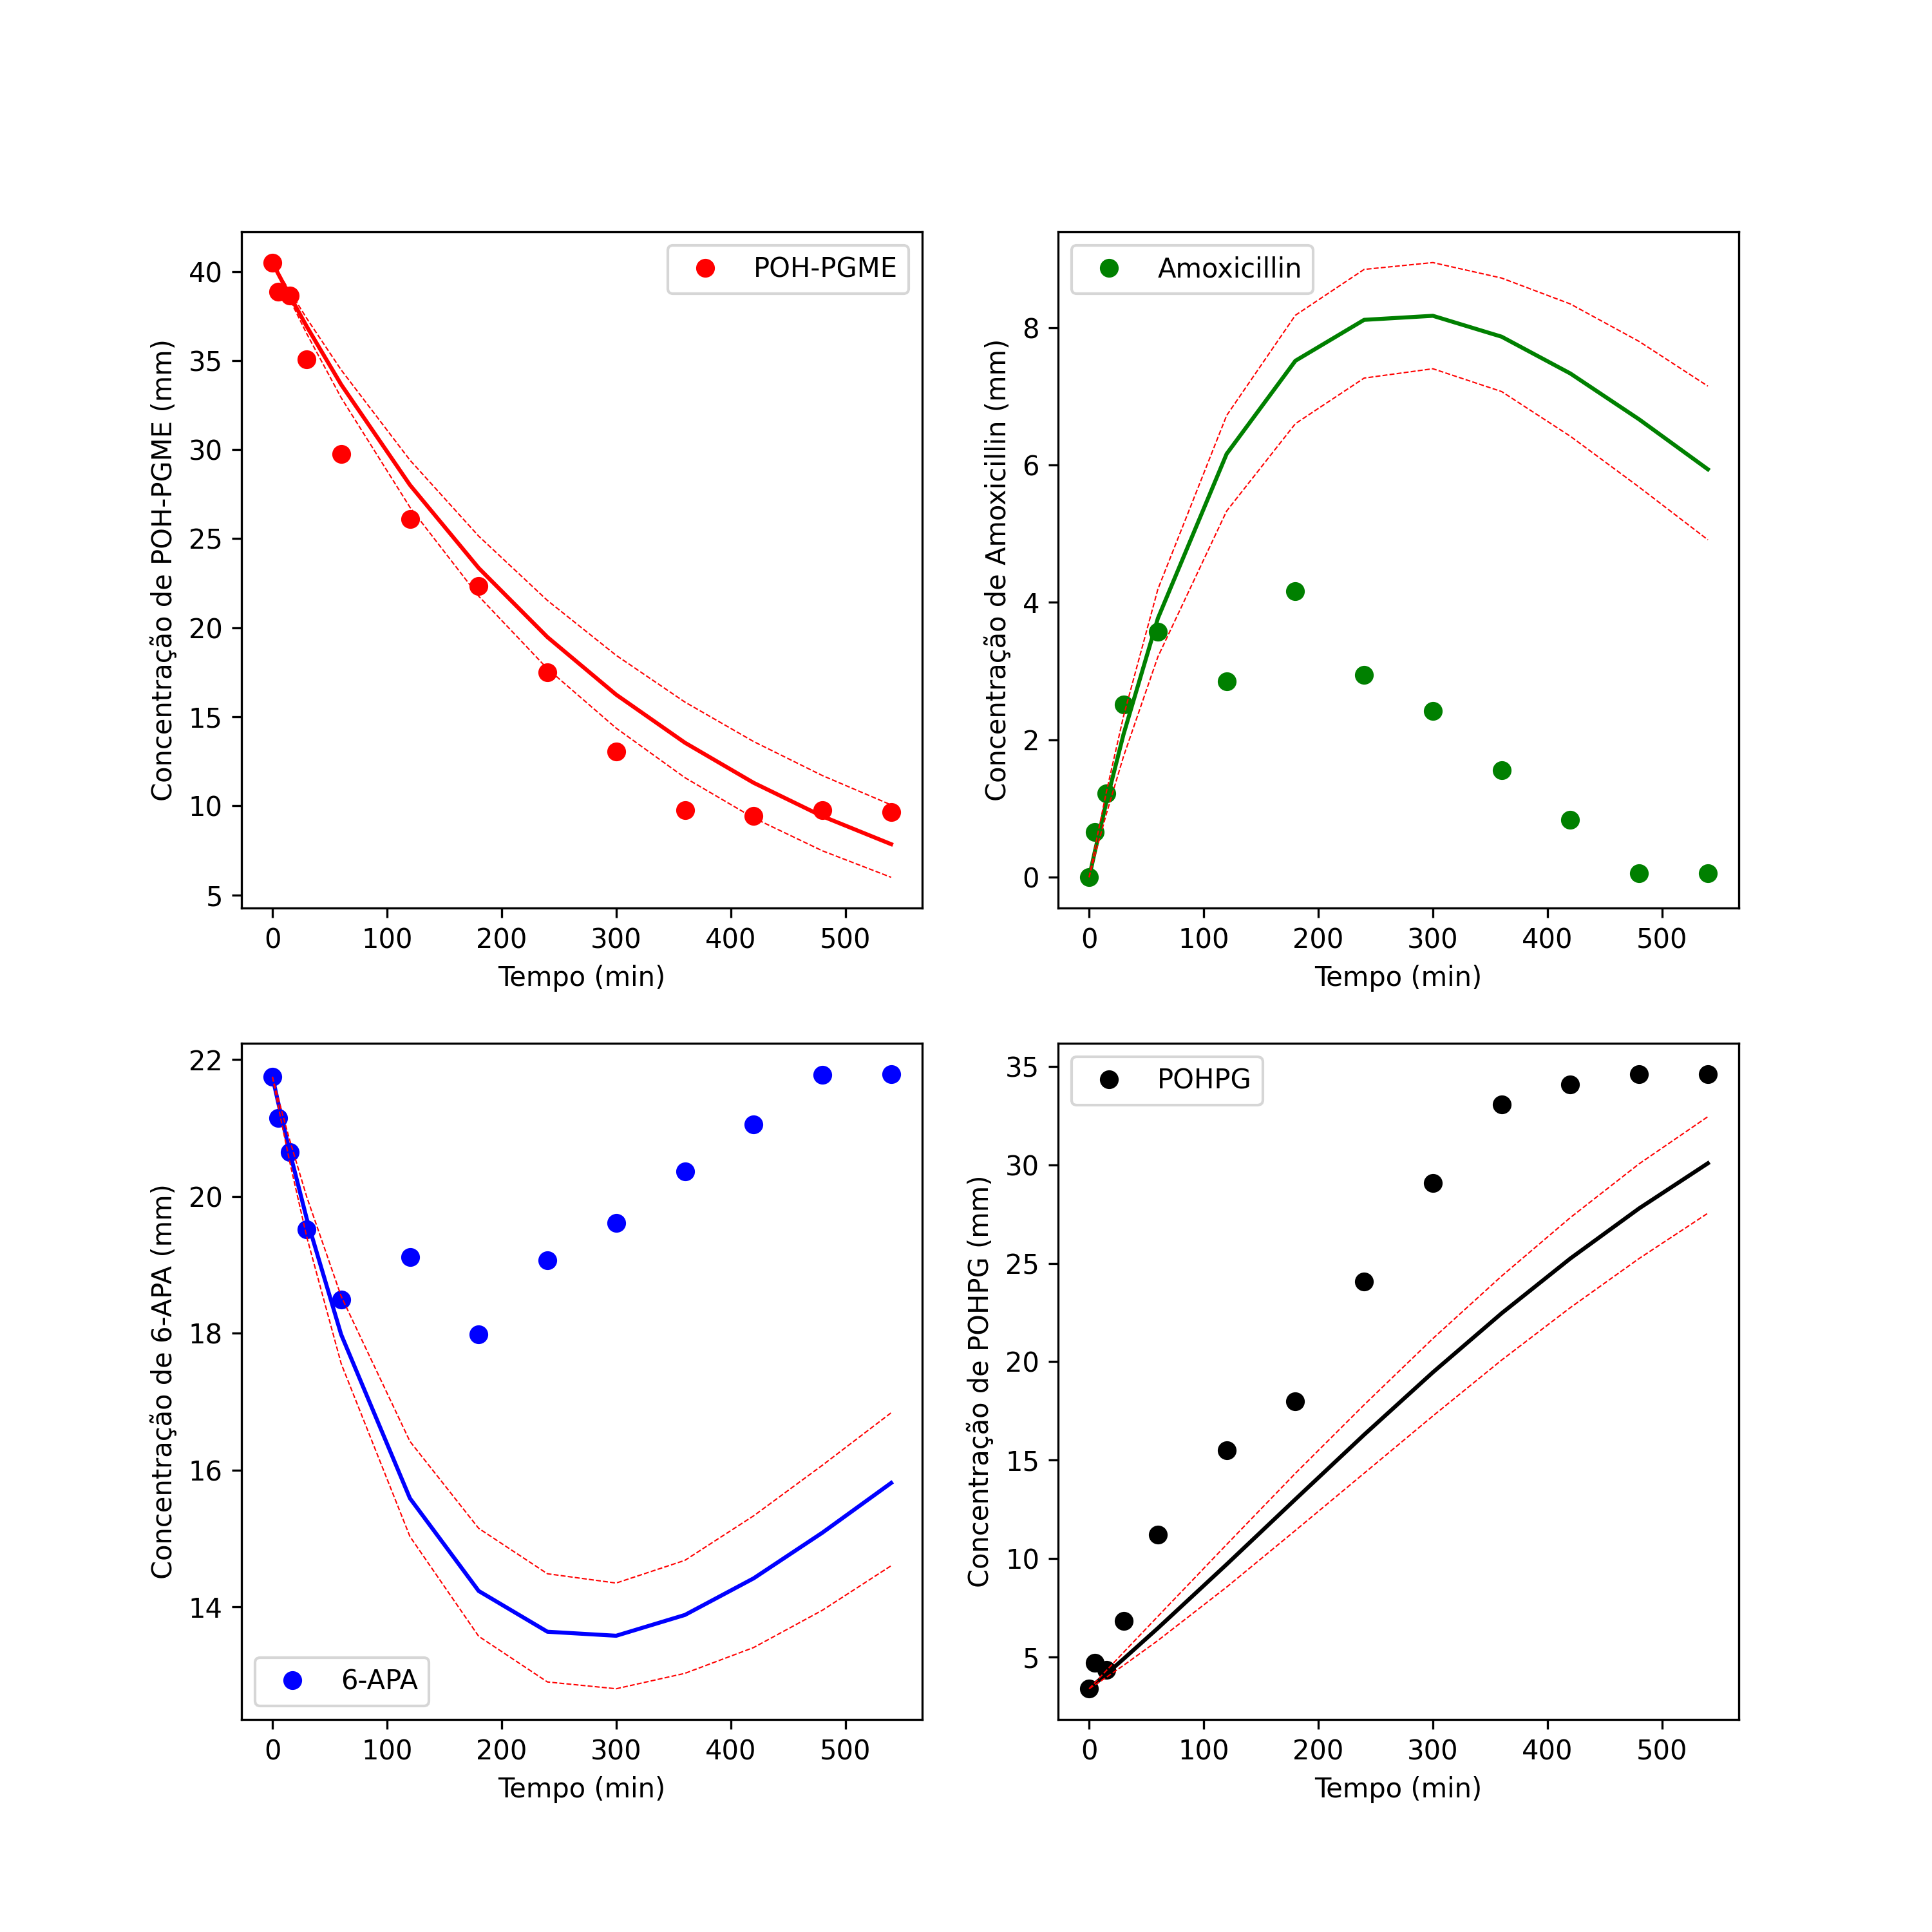 POH-PGME
Concentração de POH-PGME (mm)
40
35
30
25
20
15
10
5
0 100 200 300 400 500
Tempo (min)
Amoxicillin
Concentração de Amoxicillin (mm)
8
6
4
2
0
0 100 200 300 400 500
Tempo (min)
6-APA
Concentração de 6-APA (mm)
22
20
18
16
14
0 100 200 300 400 500
Tempo (min)
POHPG
Concentração de POHPG (mm)
35
30
25
20
15
10
5
0 100 200 300 400 500
Tempo (min)